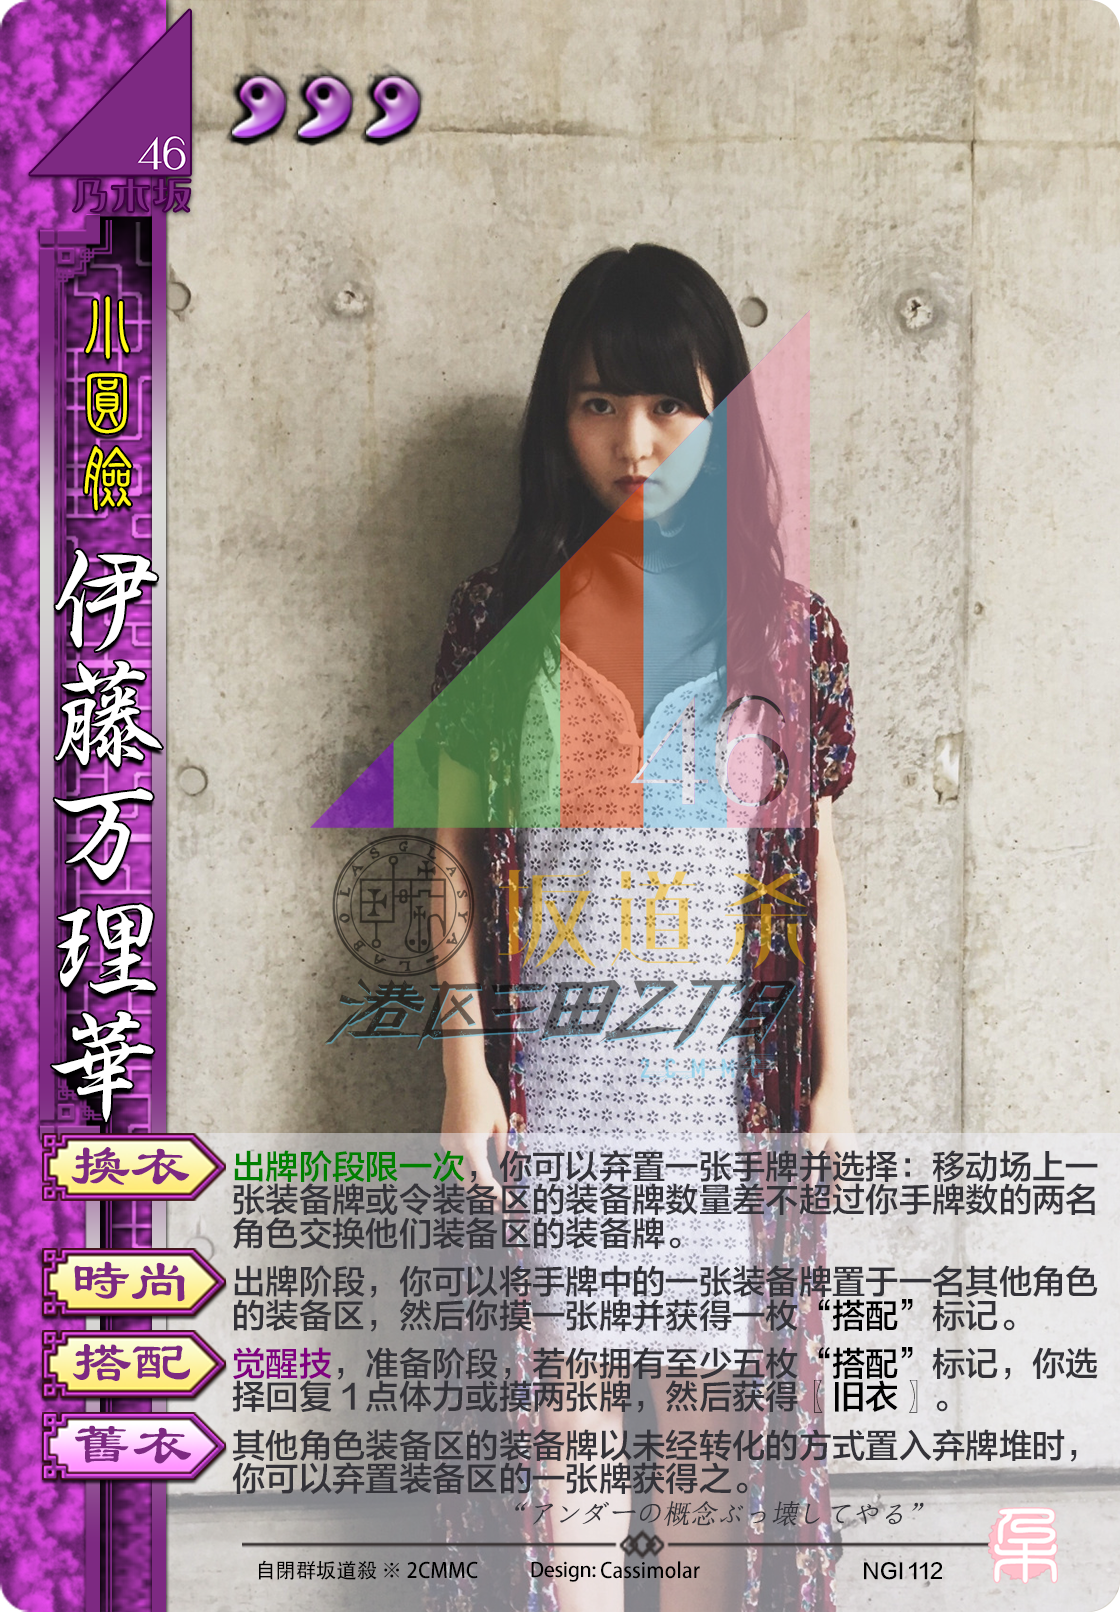 46
乃木坂
小圓臉
伊藤万理華
46
坂道杀
港区三田ZTB
換衣
出牌阶段限一次，你可以弃置一张手牌并选择：移动场上一
张装备牌或令装备区的装备牌数量差不超过你手牌数的两名
角色交换他们装备区的装备牌。
時尚
出牌阶段，你可以将手牌中的一张装备牌置于一名其他角色
的装备区，然后你摸一张牌并获得一枚“搭配”标记。
搭配
觉醒技，准备阶段，若你拥有至少五枚“搭配”标记，你选
择回复1点体力或摸两张牌，然后获得〖旧衣〗。
舊衣
其他角色装备区的装备牌以未经转化的方式置入弃牌堆时，
你可以弃置装备区的一张牌获得之。
“アンダーの概念ぶっ壊してやる”
自閉群坂道殺 ※ 2CMMC
Design: Cassimolar
NGI 112